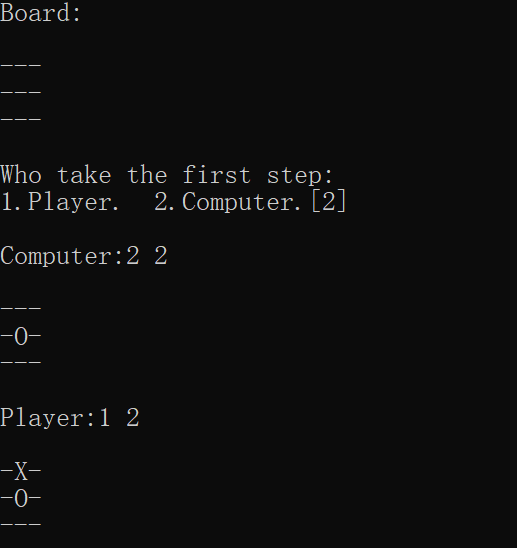 Board:
---
---
---
Who take the first step:
1.Player.  2.Computer.[2]
Computer:2 2
---
-O-
---
Player:1 2
-X-
-O-
---